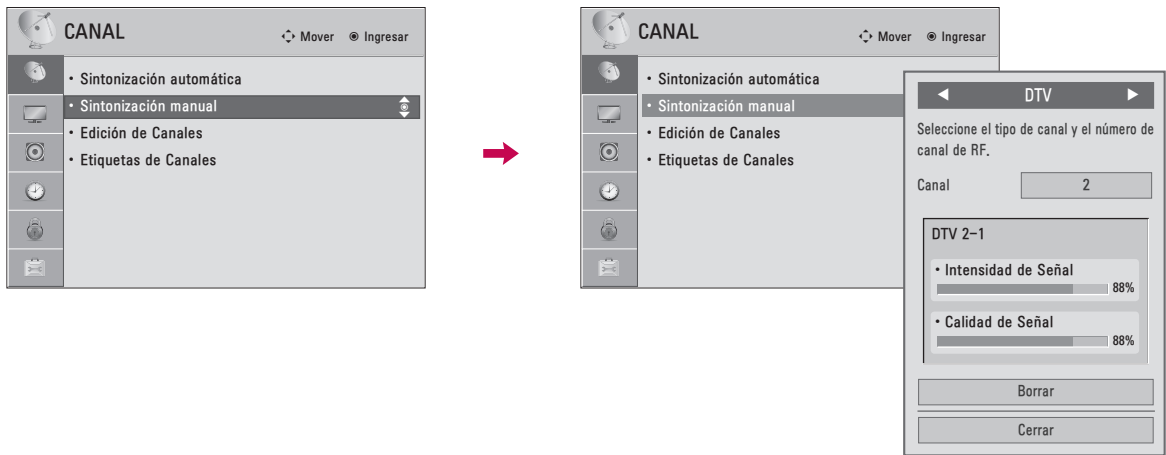 CANAL
Mover
Ingresar
• Sintonización automática
• Sintonización manual
• Edición de Canales
• Etiquetas de Canales
CANAL
Mover
Ingresar
• Sintonización automática
• Sintonización manual
• Edición de Canales
• Etiquetas de Canales
◀ DTV ▶
Seleccione el tipo de canal y el número de
canal de RF.
Canal 2
DTV 2-1
• Intensidad de Señal
88%
• Calidad de Señal
88%
Borrar
Cerrar